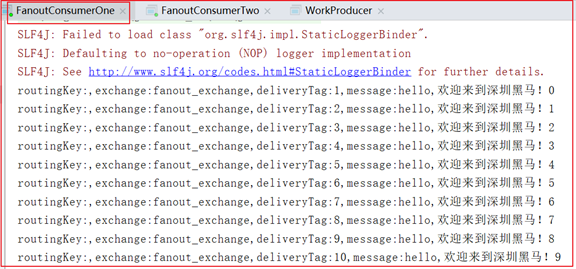 FanoutConsumerOne × FanoutConsumerTwo × WorkProducer ×
SLF4J: Failed to load class "org.slf4j.impl.StaticLoggerBinder".
SLF4J: Defaulting to no-operation (NOP) logger implementation
SLF4J: See http://www.slf4j.org/codes.html#StaticLoggerBinder for further details.
routingKey:,exchange:fanout_exchange,deliveryTag:1,message:hello,欢迎来到深圳黑马！0
routingKey:,exchange:fanout_exchange,deliveryTag:2,message:hello,欢迎来到深圳黑马！1
routingKey:,exchange:fanout_exchange,deliveryTag:3,message:hello,欢迎来到深圳黑马！2
routingKey:,exchange:fanout_exchange,deliveryTag:4,message:hello,欢迎来到深圳黑马！3
routingKey:,exchange:fanout_exchange,deliveryTag:5,message:hello,欢迎来到深圳黑马！4
routingKey:,exchange:fanout_exchange,deliveryTag:6,message:hello,欢迎来到深圳黑马！5
routingKey:,exchange:fanout_exchange,deliveryTag:7,message:hello,欢迎来到深圳黑马！6
routingKey:,exchange:fanout_exchange,deliveryTag:8,message:hello,欢迎来到深圳黑马！7
routingKey:,exchange:fanout_exchange,deliveryTag:9,message:hello,欢迎来到深圳黑马！8
routingKey:,exchange:fanout_exchange,deliveryTag:10,message:hello,欢迎来到深圳黑马！9